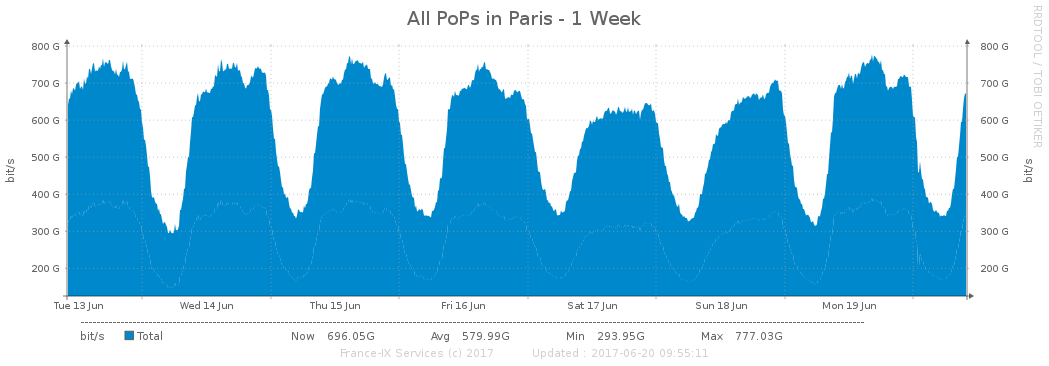 All PoPs in Paris - 1 Week
RRDTOOL / TOBI OETIKER
800 G 800 G
700 G 700 G
600 G 600 G
500 G 500 G
400 G 400 G
300 G 300 G
200 G 200 G
bit/s bit/s
Tue 13 Jun Wed 14 Jun Thu 15 Jun Fri 16 Jun Sat 17 Jun Sun 18 Jun Mon 19 Jun
bit/s Total Now 696.05G Avg 579.99G Min 293.95G Max 777.03G
France-IX Services (c) 2017 Updated : 2017-06-20 09:55:11